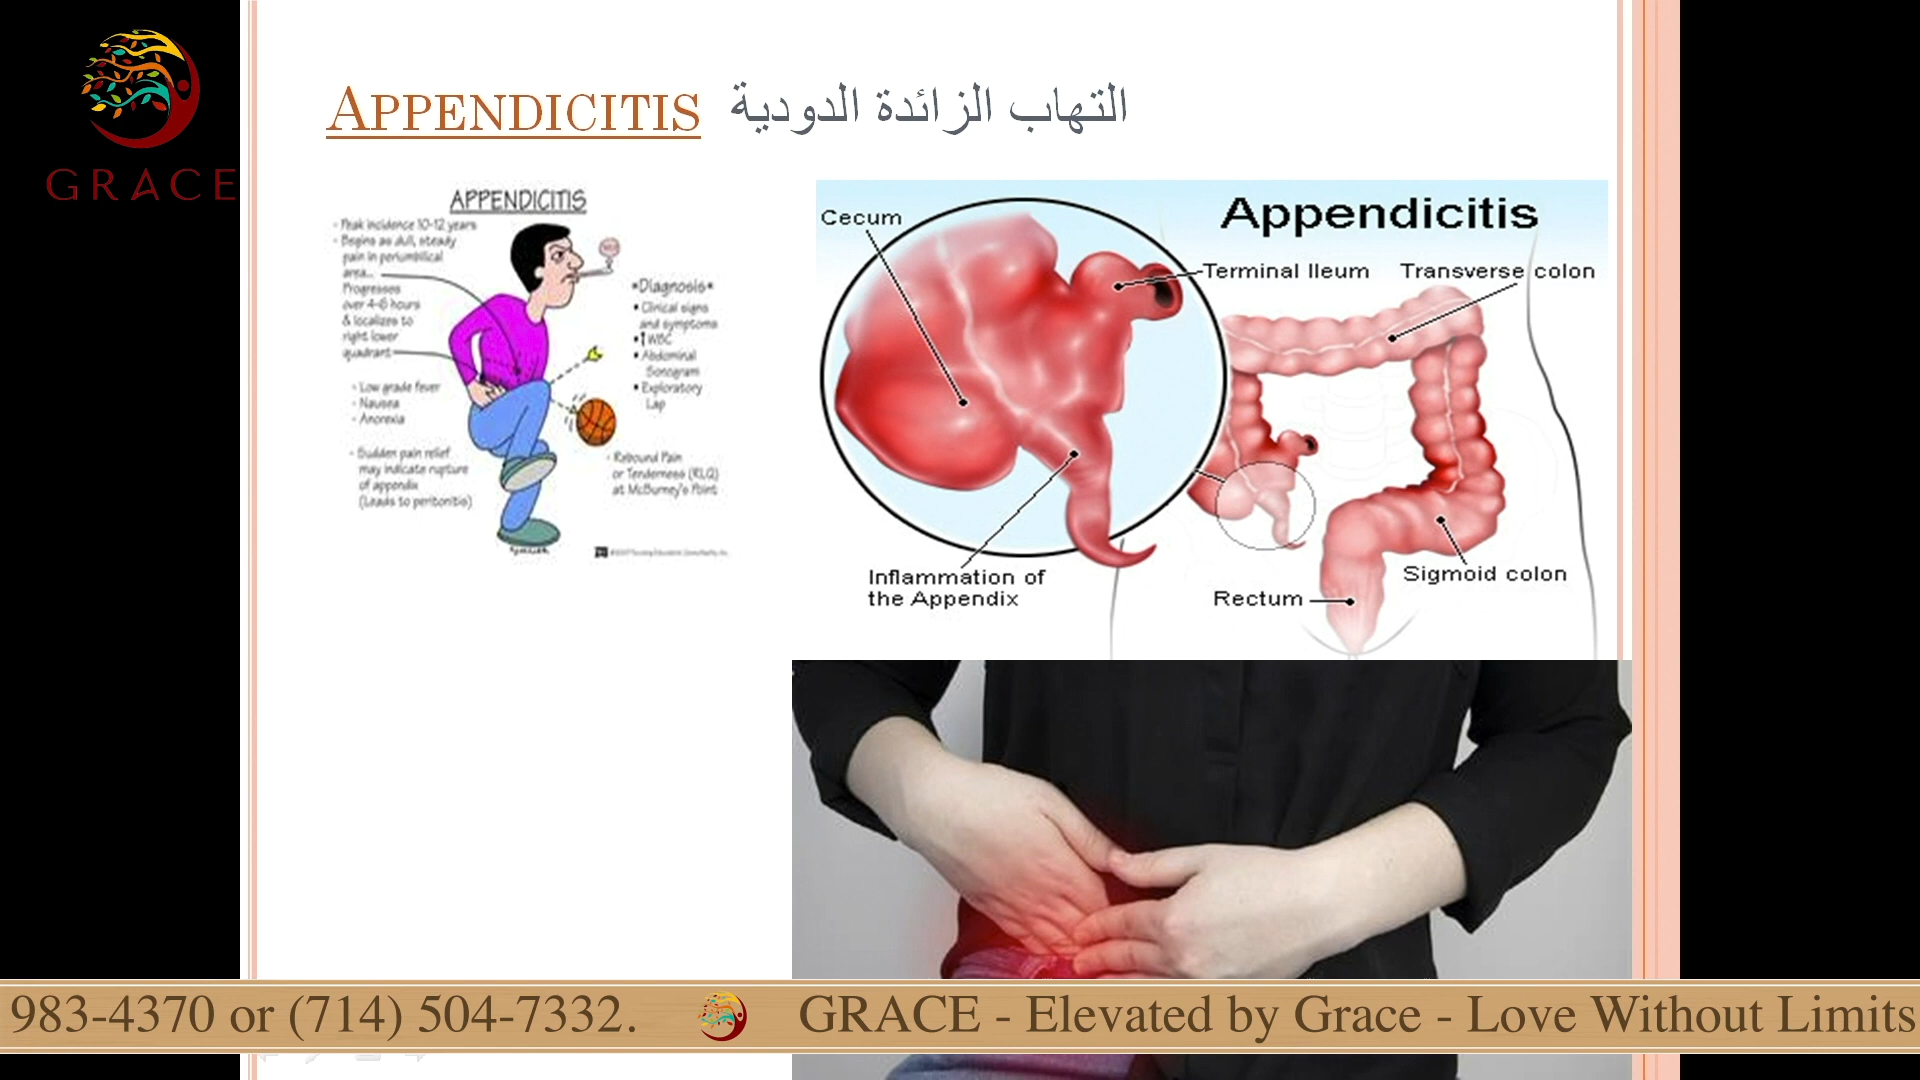 GRACE
APPENDICITIS التهاب الزائدة الدودية
APPENDICITIS
- Peak incidence 10-12 years
- Begins as dull, steady
pain in periumbilical
area...
Progresses
over 4-6 hours
& localizes to
right lower
quadrant
- Low grade fever
- Nausea
- Anorexia
- Sudden pain relief
may indicate rupture
of appendix
(Leads to peritonitis)
*Diagnosis*
• Clinical signs
and symptoms
• ↑ WBC
• Abdominal
Sonogram
• Exploratory
Lap
- Rebound Pain
or Tenderness (RLQ)
at McBurney's Point
Appendicitis
Cecum
Terminal Ileum
Transverse colon
Inflammation of
the Appendix
Sigmoid colon
Rectum
983-4370 or (714) 504-7332. GRACE - Elevated by Grace - Love Without Limits